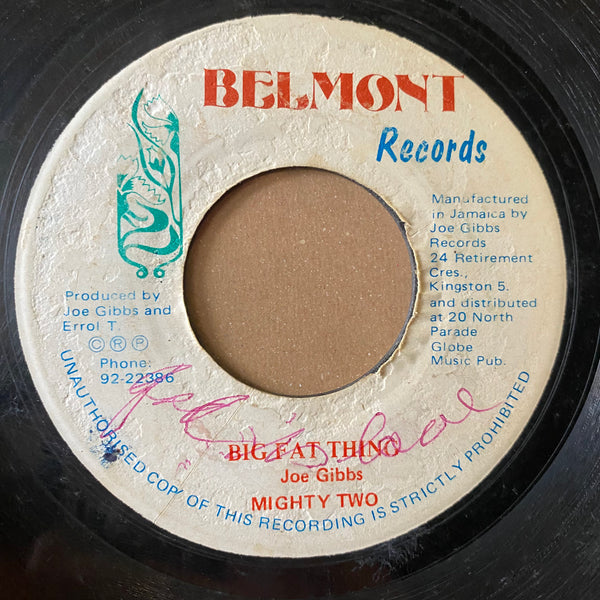 BELMONT
Records
Manufactured
in Jamaica by
Joe Gibbs
Records
24 Retirement
Cres.,
Kingston 5.
and distributed
at 20 North
Parade
Globe
Music Pub.
Produced by
Joe Gibbs and
Errol T.
Ⓒ Ⓡ Ⓟ
Phone:
92-22386
BIG FAT THING
Joe Gibbs
MIGHTY TWO
UNAUTHORISED COPY OF THIS RECORDING IS STRICTLY PROHIBITED